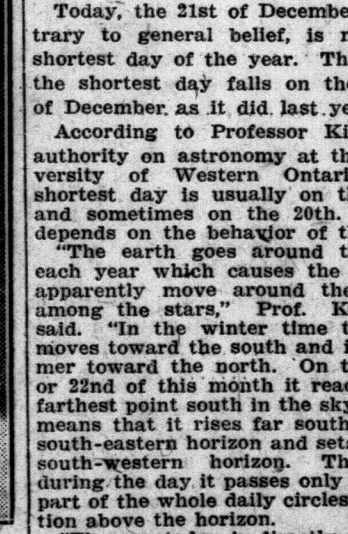 Today, the 21st of Decembe
trary to general belief, is n
shortest day of the year. Th
the shortest day falls on th
of December, as it did last ye
According to Professor Ki
authority on astronomy at th
versity of Western Ontari
shortest day is usually on t
and sometimes on the 20th.
depends on the behavior of t
"The earth goes around t
each year which causes the
apparently move around the
among the stars," Prof. K
said. "In the winter time t
moves toward the south and i
mer toward the north. On t
or 22nd of this month it reac
farthest point south in the sky
means that it rises far south
south-eastern horizon and set
south-western horizon. Th
during the day it passes only
part of the whole daily circles
tion above the horizon.